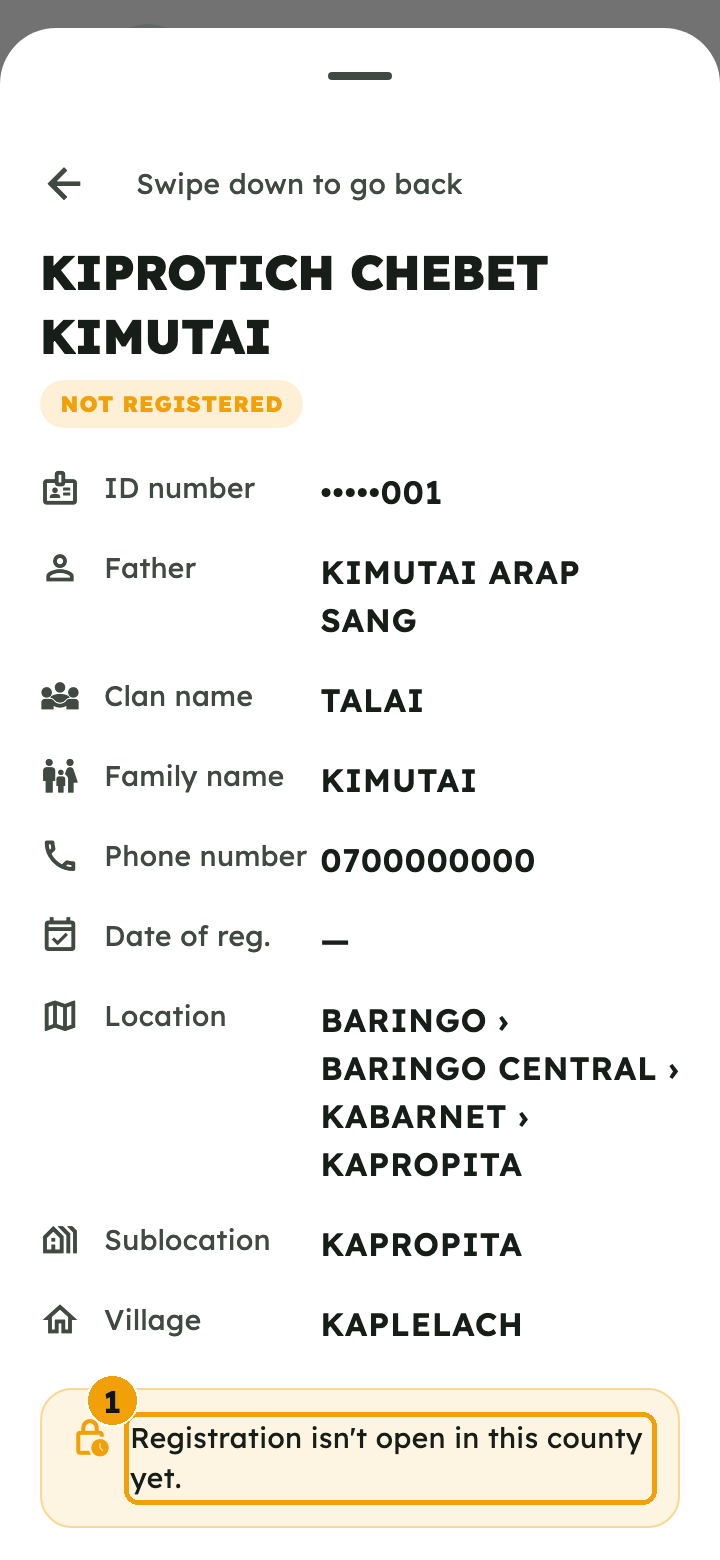 Swipe down to go back
KIPROTICH CHEBET
KIMUTAI
NOT REGISTERED
ID number •••••001
Father KIMUTAI ARAP
SANG
Clan name TALAI
Family name KIMUTAI
Phone number 0700000000
Date of reg. —
Location BARINGO ›
BARINGO CENTRAL ›
KABARNET ›
KAPROPITA
Sublocation KAPROPITA
Village KAPLELACH
1
Registration isn't open in this county
yet.